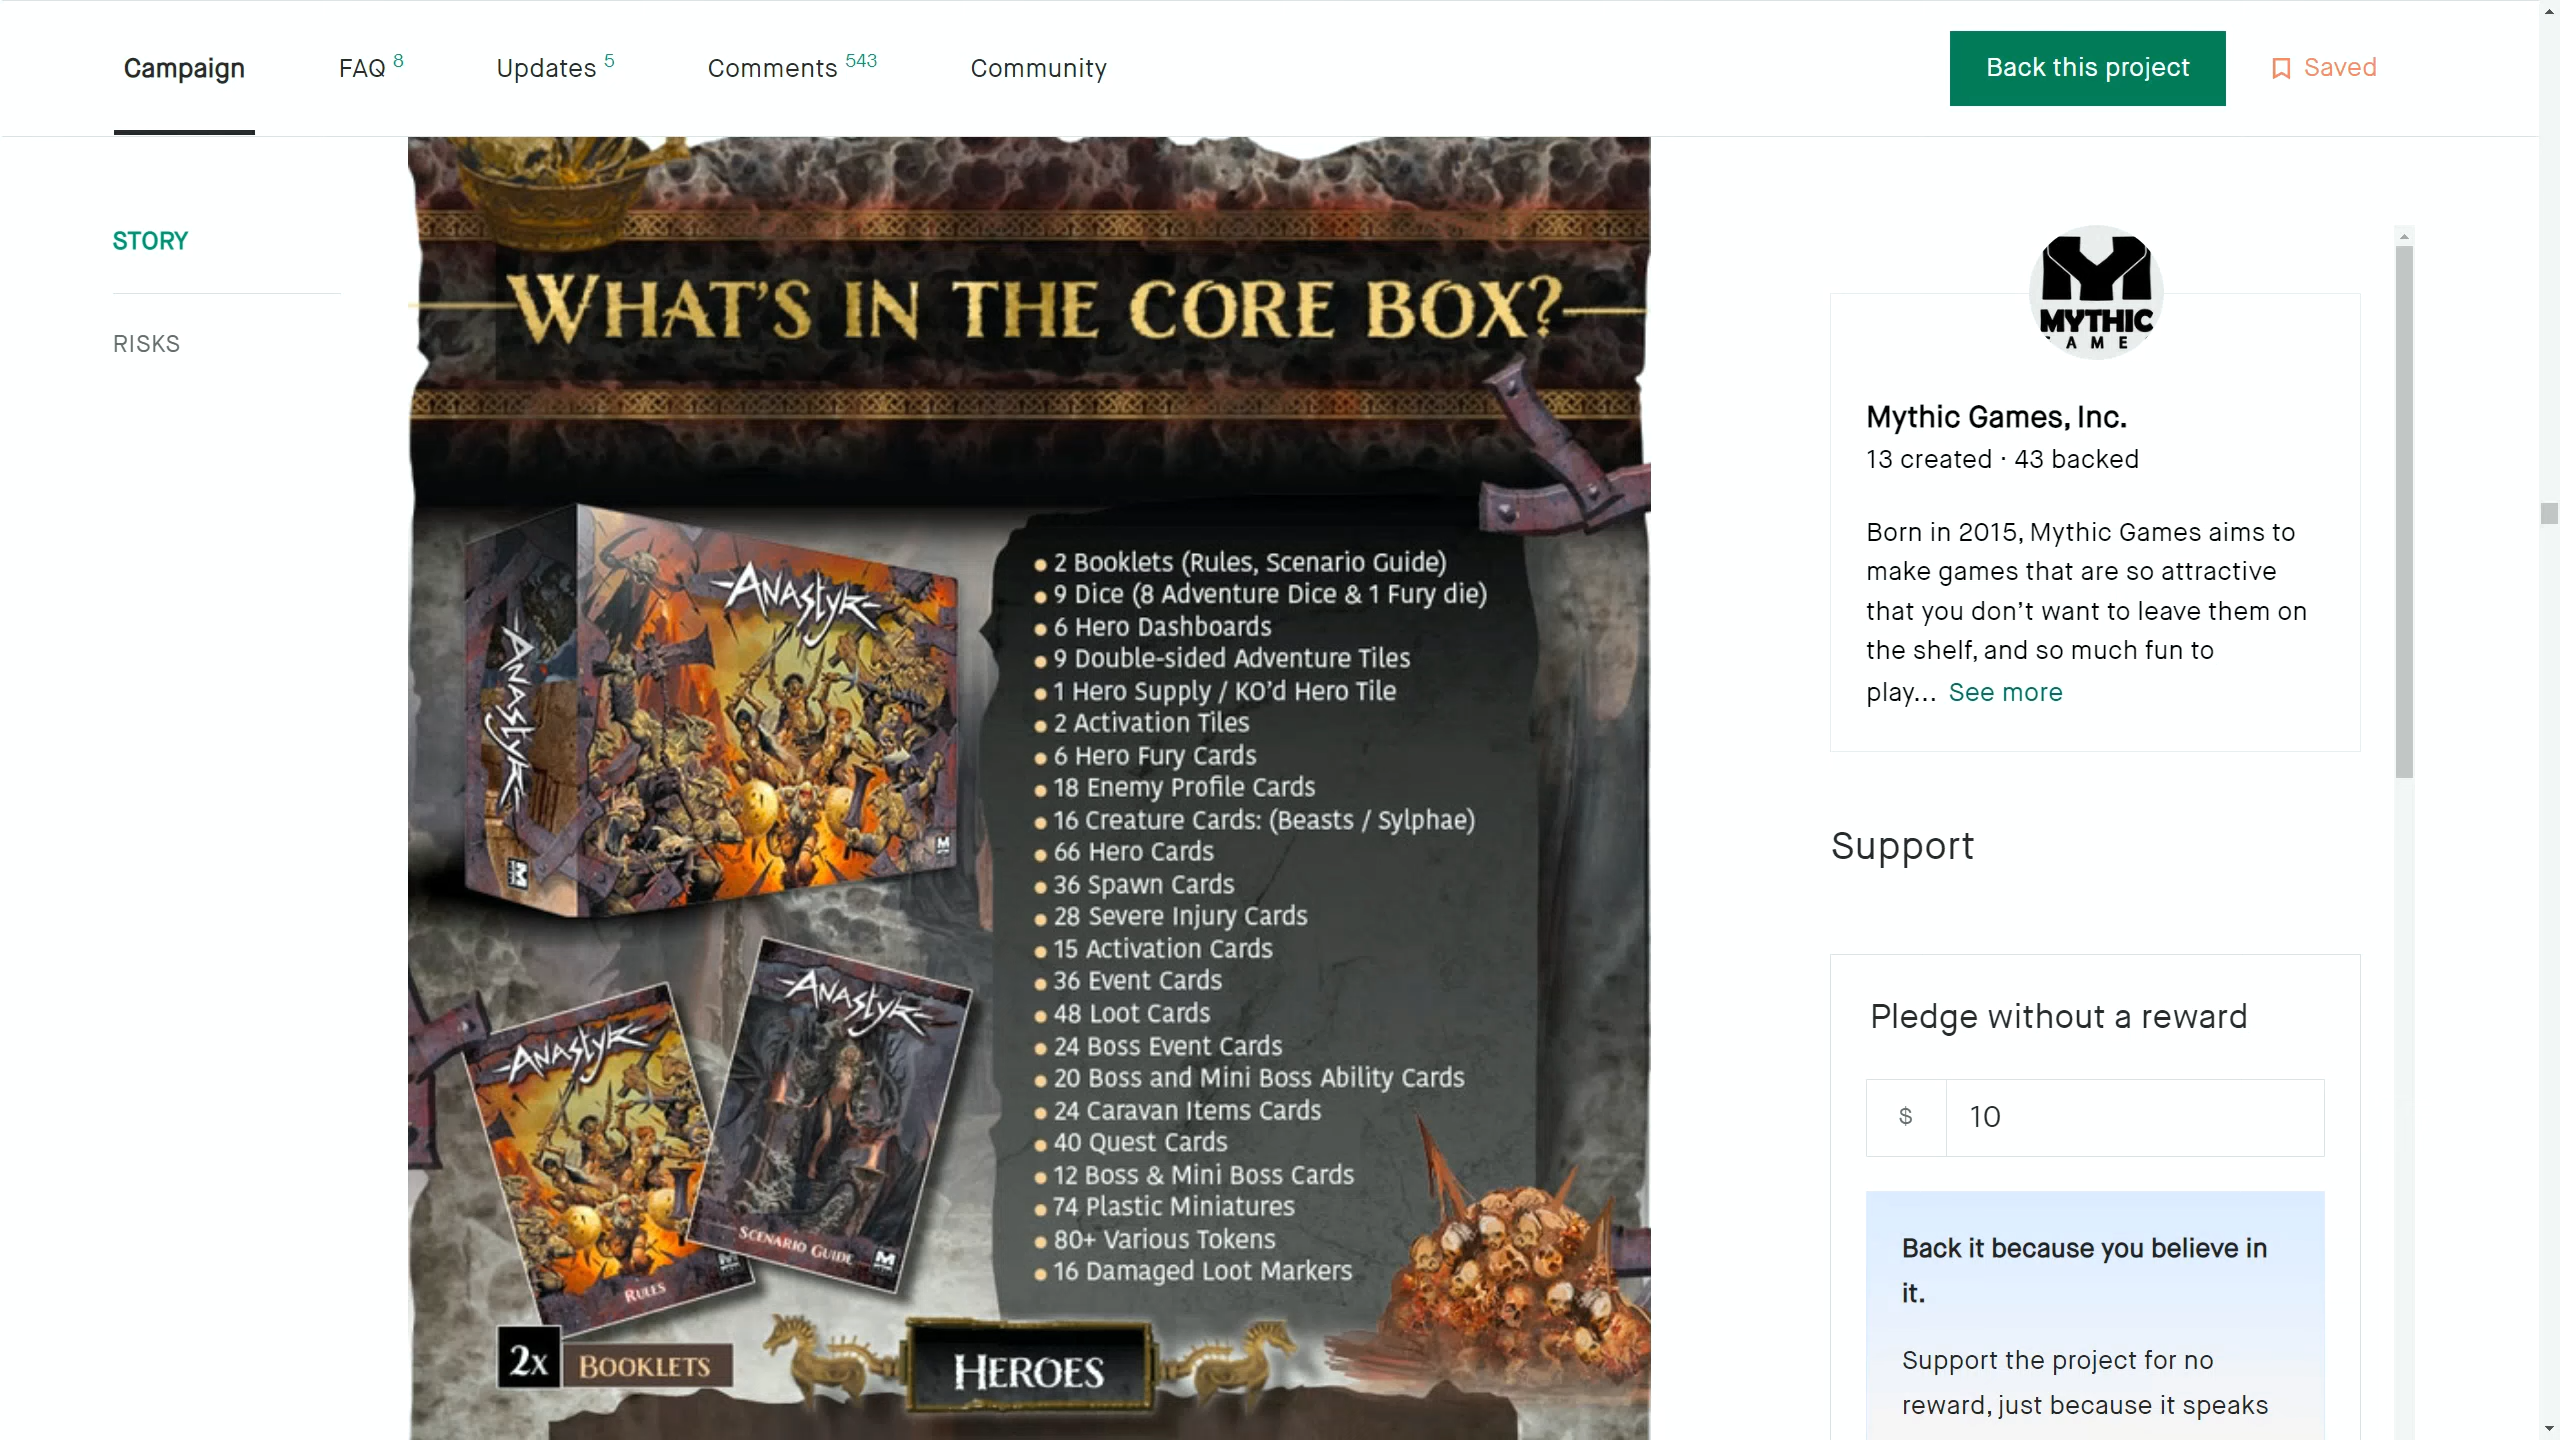 Campaign
FAQ 8
Updates 5
Comments 543
Community
Back this project
Saved
STORY
RISKS
WHAT'S IN THE CORE BOX?
ANASTYR
ANASTYR
2 Booklets (Rules, Scenario Guide)
9 Dice (8 Adventure Dice & 1 Fury die)
6 Hero Dashboards
9 Double-sided Adventure Tiles
1 Hero Supply / KO'd Hero Tile
2 Activation Tiles
6 Hero Fury Cards
18 Enemy Profile Cards
16 Creature Cards: (Beasts / Sylphae)
66 Hero Cards
36 Spawn Cards
28 Severe Injury Cards
15 Activation Cards
36 Event Cards
48 Loot Cards
24 Boss Event Cards
20 Boss and Mini Boss Ability Cards
24 Caravan Items Cards
40 Quest Cards
12 Boss & Mini Boss Cards
74 Plastic Miniatures
80+ Various Tokens
16 Damaged Loot Markers
ANASTYR
RULES
ANASTYR
SCENARIO GUIDE
2x BOOKLETS
HEROES
MYTHIC
GAMES
Mythic Games, Inc.
13 created · 43 backed
Born in 2015, Mythic Games aims to
make games that are so attractive
that you don't want to leave them on
the shelf, and so much fun to
play... See more
Support
Pledge without a reward
$ 10
Back it because you believe in
it.
Support the project for no
reward, just because it speaks